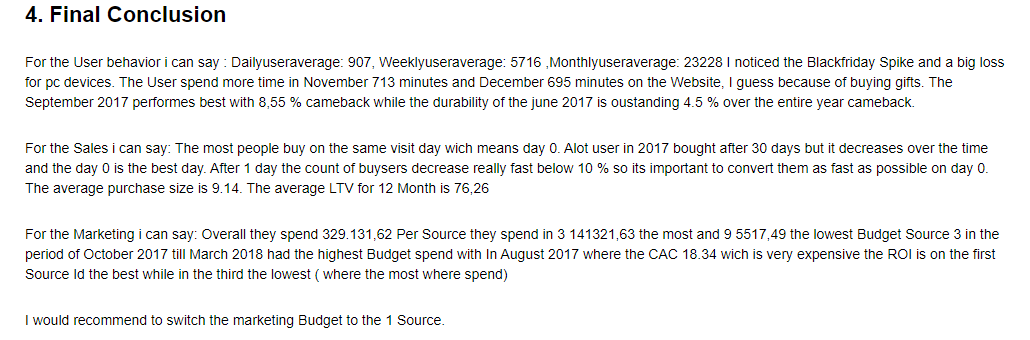 4. Final Conclusion
For the User behavior i can say : Dailyuseraverage: 907, Weeklyuseraverage: 5716 ,Monthlyuseraverage: 23228 I noticed the Blackfriday Spike and a big loss
for pc devices. The User spend more time in November 713 minutes and December 695 minutes on the Website, I guess because of buying gifts. The
September 2017 performes best with 8,55 % cameback while the durability of the june 2017 is oustanding 4.5 % over the entire year cameback.
For the Sales i can say: The most people buy on the same visit day wich means day 0. Alot user in 2017 bought after 30 days but it decreases over the time
and the day 0 is the best day. After 1 day the count of buysers decrease really fast below 10 % so its important to convert them as fast as possible on day 0.
The average purchase size is 9.14. The average LTV for 12 Month is 76,26
For the Marketing i can say: Overall they spend 329.131,62 Per Source they spend in 3 141321,63 the most and 9 5517,49 the lowest Budget Source 3 in the
period of October 2017 till March 2018 had the highest Budget spend with In August 2017 where the CAC 18.34 wich is very expensive the ROI is on the first
Source Id the best while in the third the lowest ( where the most where spend)
I would recommend to switch the marketing Budget to the 1 Source.